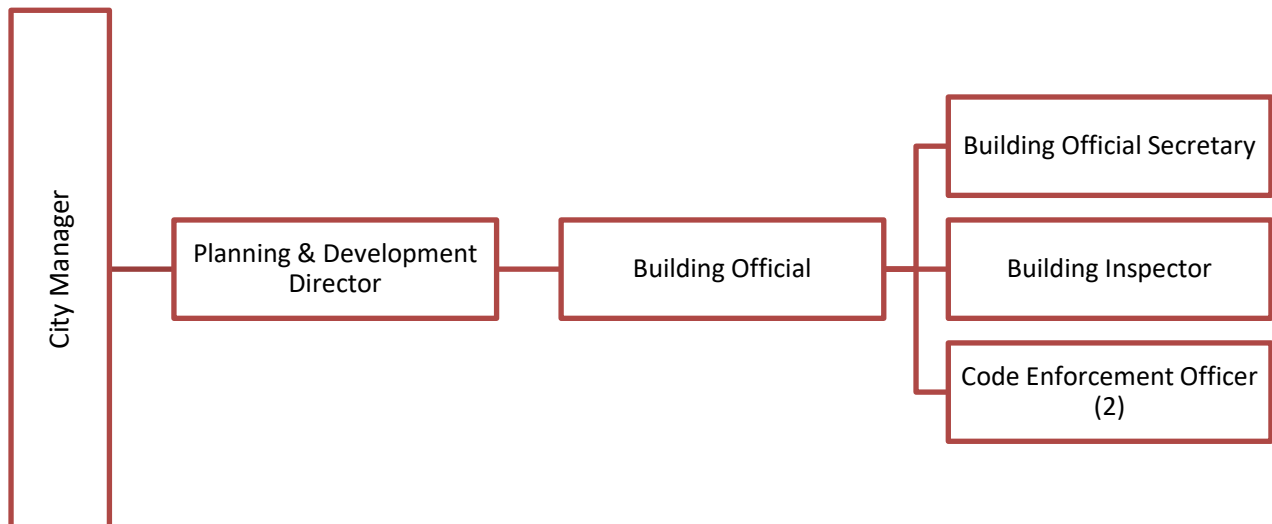 City Manager
Planning & Development
Director
Building Official
Building Official Secretary
Building Inspector
Code Enforcement Officer
(2)